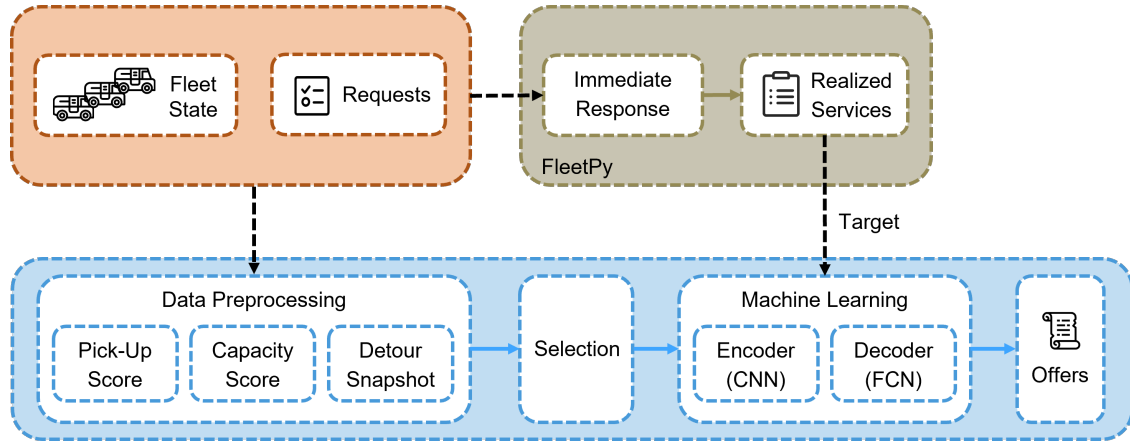 Fleet
State
Requests
Immediate
Response
Realized
Services
FleetPy
Target
Data Preprocessing
Pick-Up
Score
Capacity
Score
Detour
Snapshot
Selection
Machine Learning
Encoder
(CNN)
Decoder
(FCN)
Offers